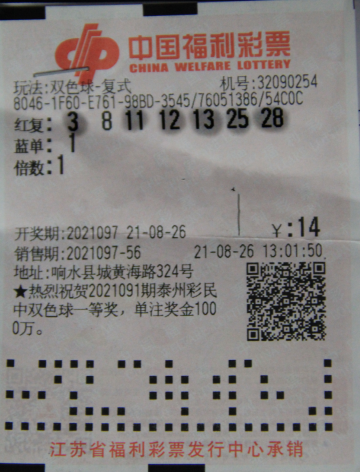 中国福利彩票
CHINA WELFARE LOTTERY
玩法:双色球-复式 机号:32090254
8046-1F60-E761-98BD-3545/76051386/54C0C
红复: 3 8 11 12 13 25 28
蓝单: 1
倍数:1
开奖期:2021097 21-08-26 ¥:14
销售期:2021097-56 21-08-26 13:01:50
地址:响水县城黄海路324号
★热烈祝贺2021091期泰州彩民
中双色球一等奖，单注奖金100
0万。
江苏省福利彩票发行中心承销